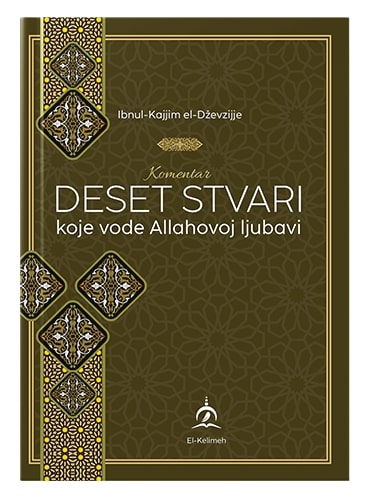 Ibnul-Kajjim el-Dževzijje
Komentar
DESET STVARI
koje vode Allahovoj ljubavi
El-Kelimeh